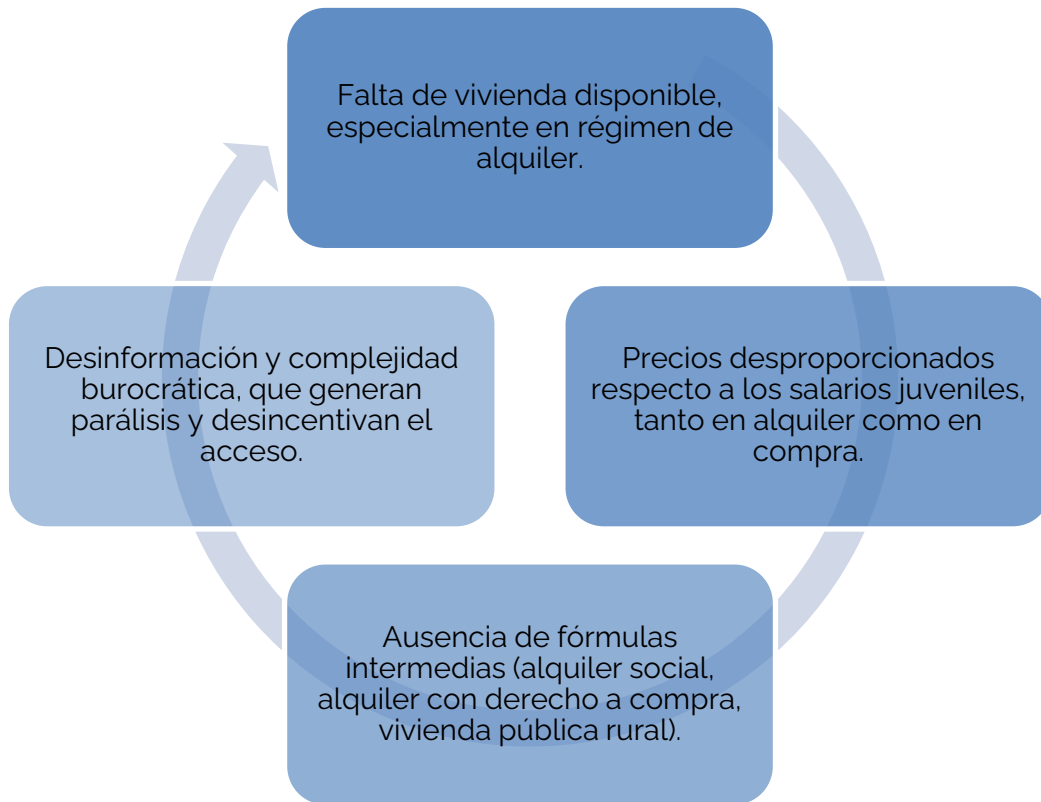 Falta de vivienda disponible,
especialmente en régimen de
alquiler.
Precios desproporcionados
respecto a los salarios juveniles,
tanto en alquiler como en
compra.
Ausencia de fórmulas
intermedias (alquiler social,
alquiler con derecho a compra,
vivienda pública rural).
Desinformación y complejidad
burocrática, que generan
parálisis y desincentivan el
acceso.